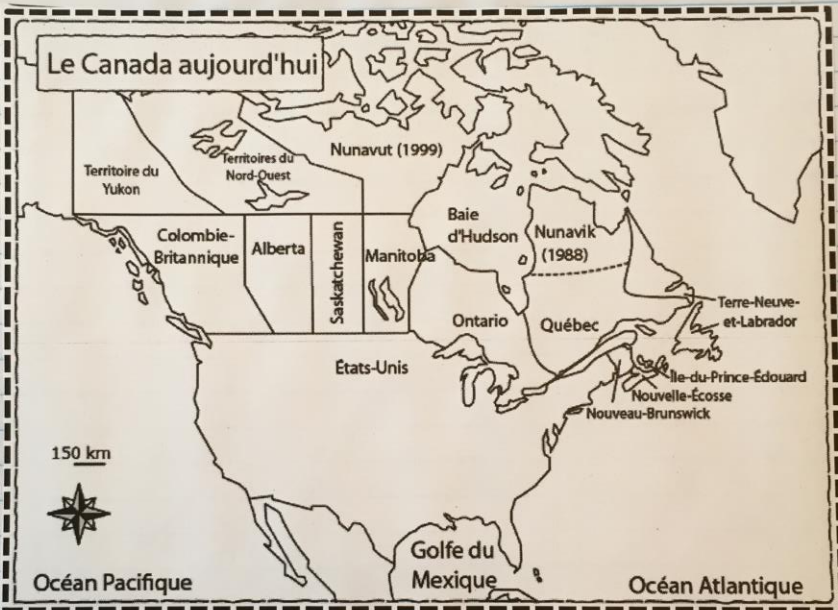 Le Canada aujourd'hui
Nunavut (1999)
Territoires du
Nord-Ouest
Territoire du
Yukon
Baie
d'Hudson
Nunavik
(1988)
Colombie-
Britannique
Alberta
Saskatchewan
Manitoba
Terre-Neuve-
et-Labrador
Ontario
Québec
États-Unis
Île-du-Prince-Édouard
Nouvelle-Écosse
Nouveau-Brunswick
150 km
Golfe du
Mexique
Océan Pacifique
Océan Atlantique